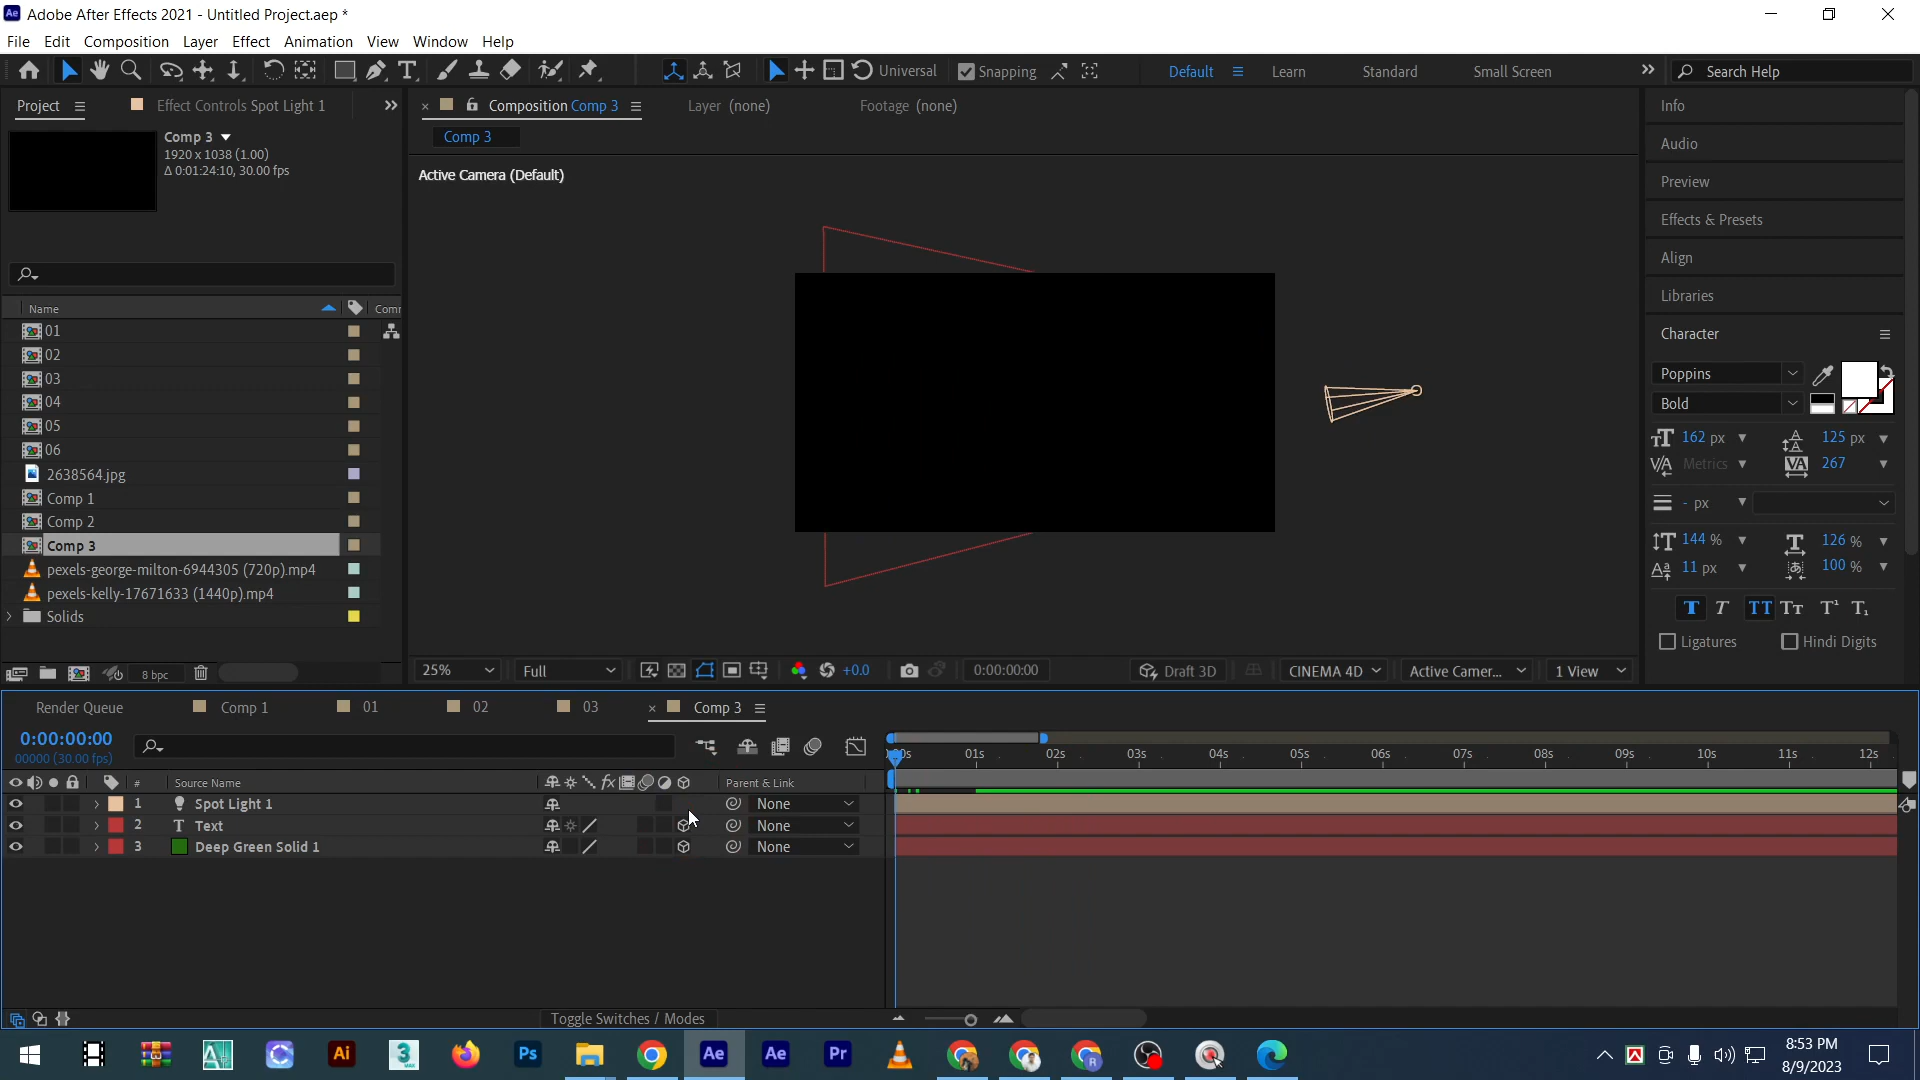 Adobe After Effects 2021 - Untitled Project.aep *
File Edit Composition Layer Effect Animation View Window Help
Universal Snapping Default Learn Standard Small Screen Search Help
Project Effect Controls Spot Light 1
Composition Comp 3 Layer (none) Footage (none)
Info
Comp 3
1920 x 1038 (1.00)
Δ 0:01:24:10, 30.00 fps
Comp 3
Active Camera (Default)
Audio
Preview
Effects & Presets
Align
Libraries
Character
Name Comm
01
02
03
04
05
06
2638564.jpg
Comp 1
Comp 2
Comp 3
pexels-george-milton-6944305 (720p).mp4
pexels-kelly-17671633 (1440p).mp4
Solids
8 bpc
Poppins
Bold
162 px 125 px
Metrics 267
- px
144 % 126 %
11 px 100 %
Ligatures Hindi Digits
25% Full +0.0 0:00:00:00 Draft 3D CINEMA 4D Active Camer... 1 View
Render Queue Comp 1 01 02 03 Comp 3
0:00:00:00
00000 (30.00 fps)
01s 02s 03s 04s 05s 06s 07s 08s 09s 10s 11s 12s
# Source Name Parent & Link
1 Spot Light 1 None
2 Text None
3 Deep Green Solid 1 None
Toggle Switches / Modes
8:53 PM
8/9/2023